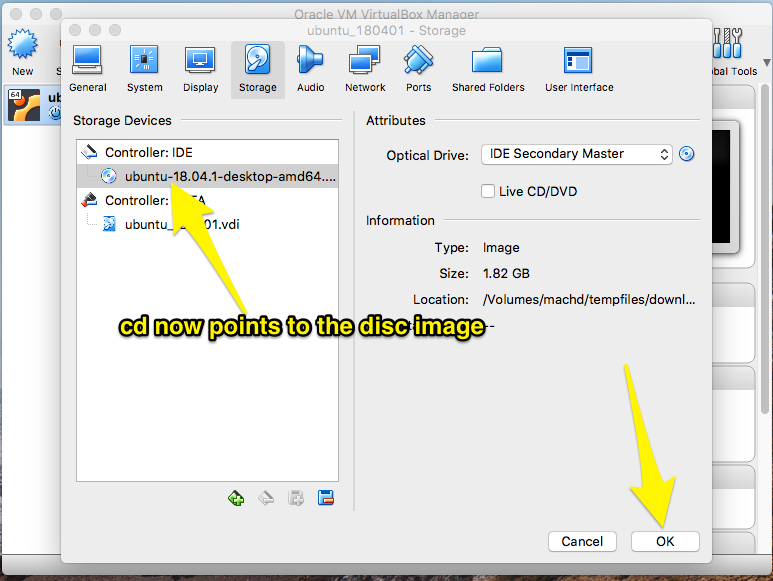 Oracle VM VirtualBox Manager
ubuntu_180401 - Storage
New
bal Tools
General
System
Display
Storage
Audio
Network
Ports
Shared Folders
User Interface
64
ub
Storage Devices
Attributes
Controller: IDE
ubuntu-18.04.1-desktop-amd64....
Controller:
ubuntu_
01.vdi
Optical Drive:
IDE Secondary Master
Live CD/DVD
Information
Type:
Image
Size:
1.82 GB
Location:
/Volumes/machd/tempfiles/downl...
cd now points to the disc image
--
Cancel
OK